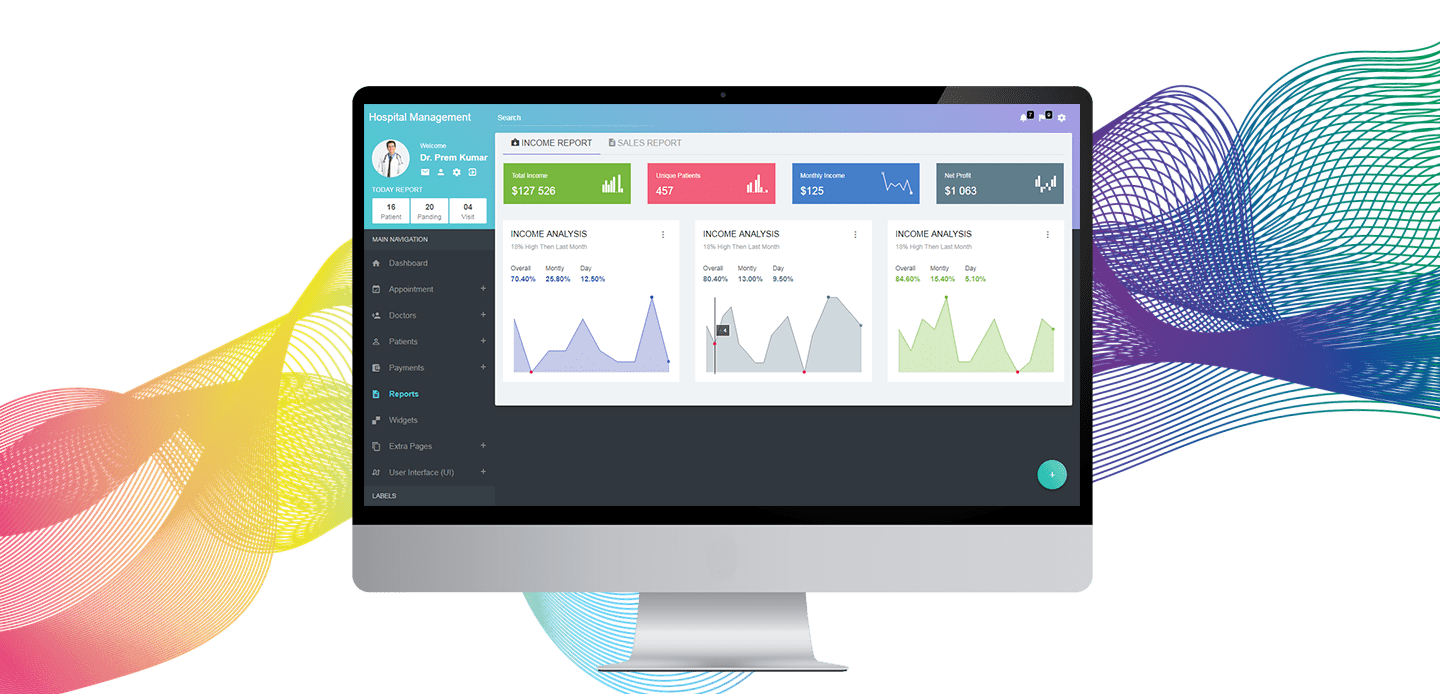 Hospital Management
Search
7
9
Welcome
Dr. Prem Kumar
TODAY REPORT
16 20 04
Patient Panding Visit
MAIN NAVIGATION
Dashboard
Appointment +
Doctors +
Patients +
Payments +
Reports
Widgets
Extra Pages +
User Interface (UI) +
LABELS
INCOME REPORT SALES REPORT
Total Income
$127 526
Unique Patients
457
Monthly Income
$125
Net Profit
$1 063
INCOME ANALYSIS
18% High Then Last Month
Overall Montly Day
70.40% 25.80% 12.50%
INCOME ANALYSIS
18% High Then Last Month
Overall Montly Day
80.40% 13.00% 9.50%
4
INCOME ANALYSIS
18% High Then Last Month
Overall Montly Day
84.60% 15.40% 5.10%
+